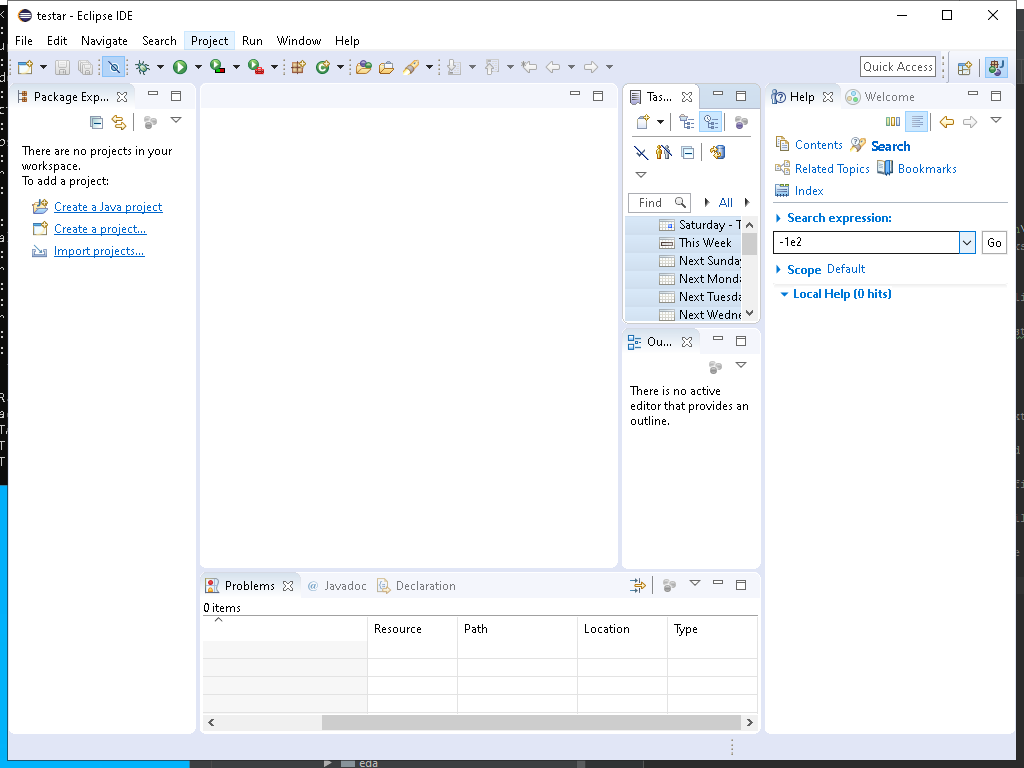 testar - Eclipse IDE
File Edit Navigate Search Project Run Window Help
Quick Access
Package Exp...
There are no projects in your
workspace.
To add a project:
Create a Java project
Create a project...
Import projects...
Tas...
Find
All
Saturday - T
This Week
Next Sunday
Next Monda
Next Tuesda
Next Wedne
Ou...
There is no active
editor that provides an
outline.
Help
Welcome
Contents
Search
Related Topics
Bookmarks
Index
Search expression:
-1e2
Go
Scope Default
Local Help (0 hits)
Problems
@ Javadoc
Declaration
0 items
Resource Path Location Type
eda